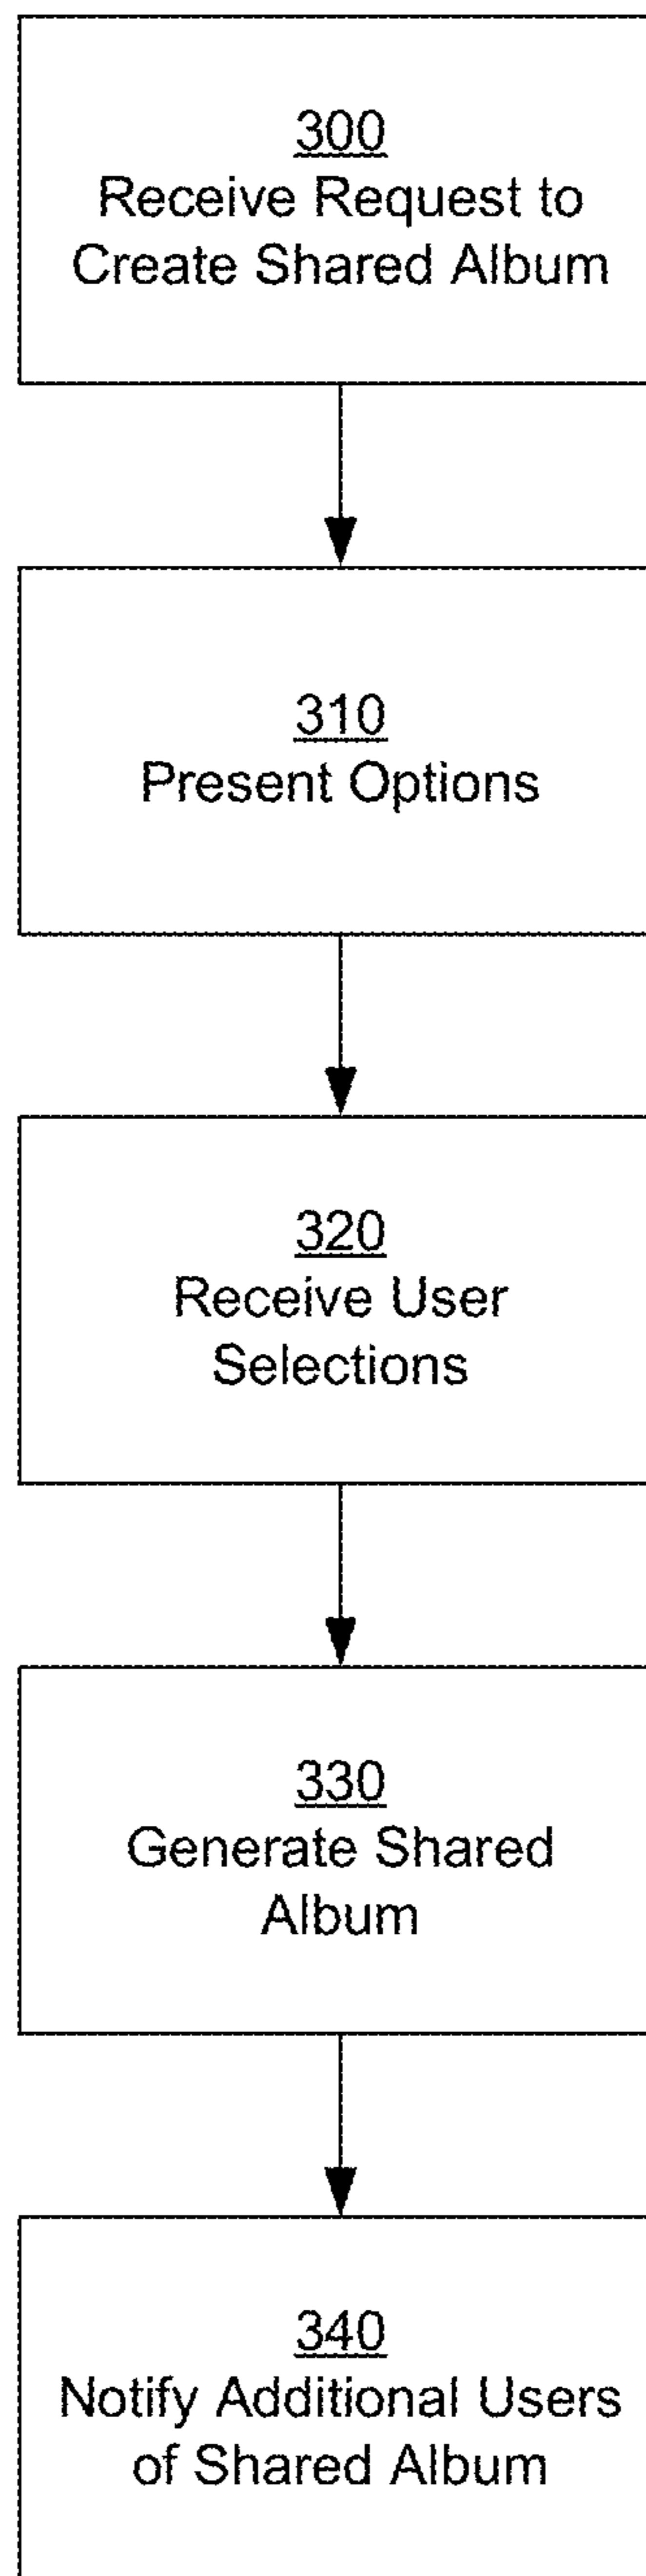 300
Receive Request to
Create Shared Album
310
Present Options
320
Receive User
Selections
330
Generate Shared
Album
340
Notify Additional Users
of Shared Album